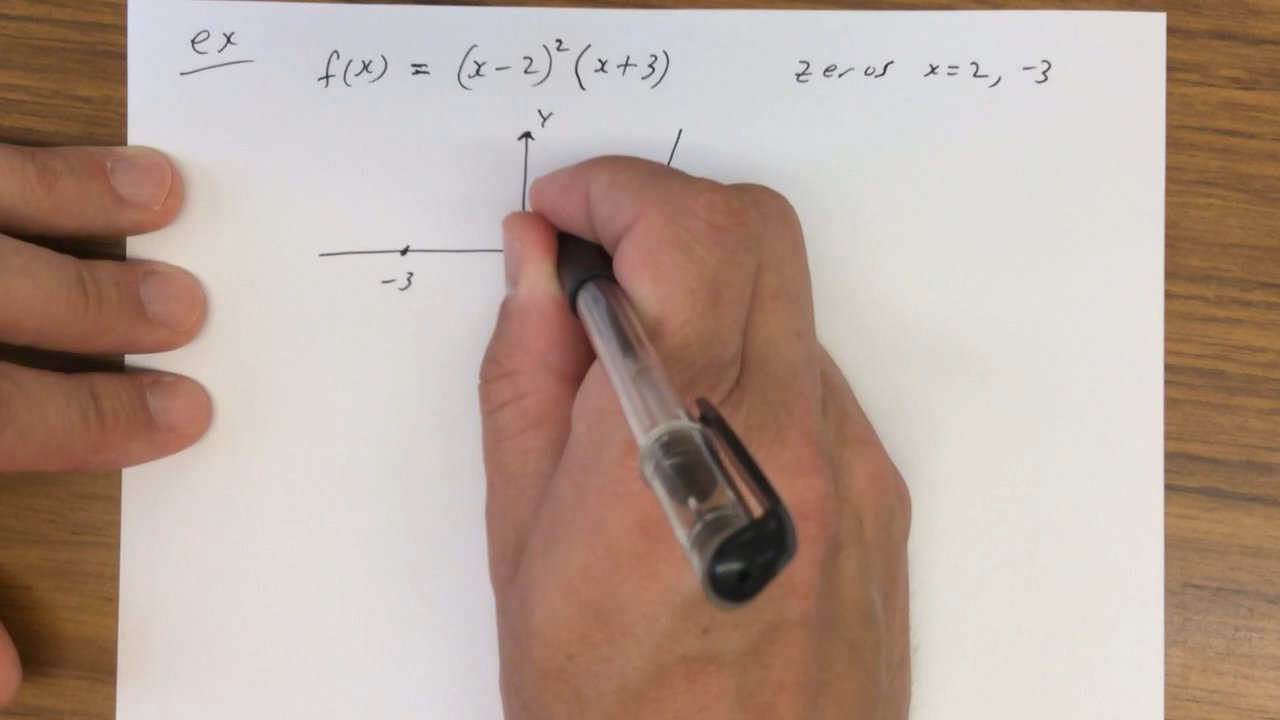 ex f(x) = (x-2)²(x+3) zeros x=2, -3
Y
-3